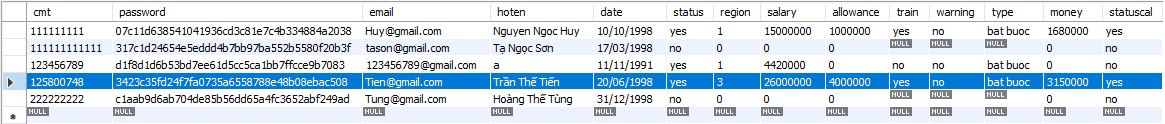 cmt password email hoten date status region salary allowance train warning type money statuscal
111111111 07c11d638541041936cd3c81e7c4b334884a2038 Huy@gmail.com Nguyen Ngoc Huy 10/10/1998 yes 1 15000000 1000000 yes no bat buoc 1680000 yes
111111111111 317c1d24654e5eddd4b7bb97ba552b5580f20b3f tason@gmail.com Tạ Ngọc Sơn 17/03/1998 no 0 0 0 NULL NULL NULL 0 no
123456789 d1f8d1d6b53bd7ee61d5cc5ca1bb7ffcce9b7083 123456789@gmail.com a 11/11/1991 yes 1 4420000 0 no no bat buoc 0 no
125800748 3423c35fd24f7fa0735a6558788e48b08ebac508 Tien@gmail.com Trần Thế Tiến 20/06/1998 yes 3 26000000 4000000 yes no bat buoc 3150000 yes
222222222 c1aab9d6ab704de85b56dd65a4fc3652abf249ad Tung@gmail.com Hoàng Thế Tùng 31/12/1998 no 0 0 0 NULL NULL NULL 0 no
NULL NULL NULL NULL NULL NULL NULL NULL NULL NULL NULL NULL NULL NULL